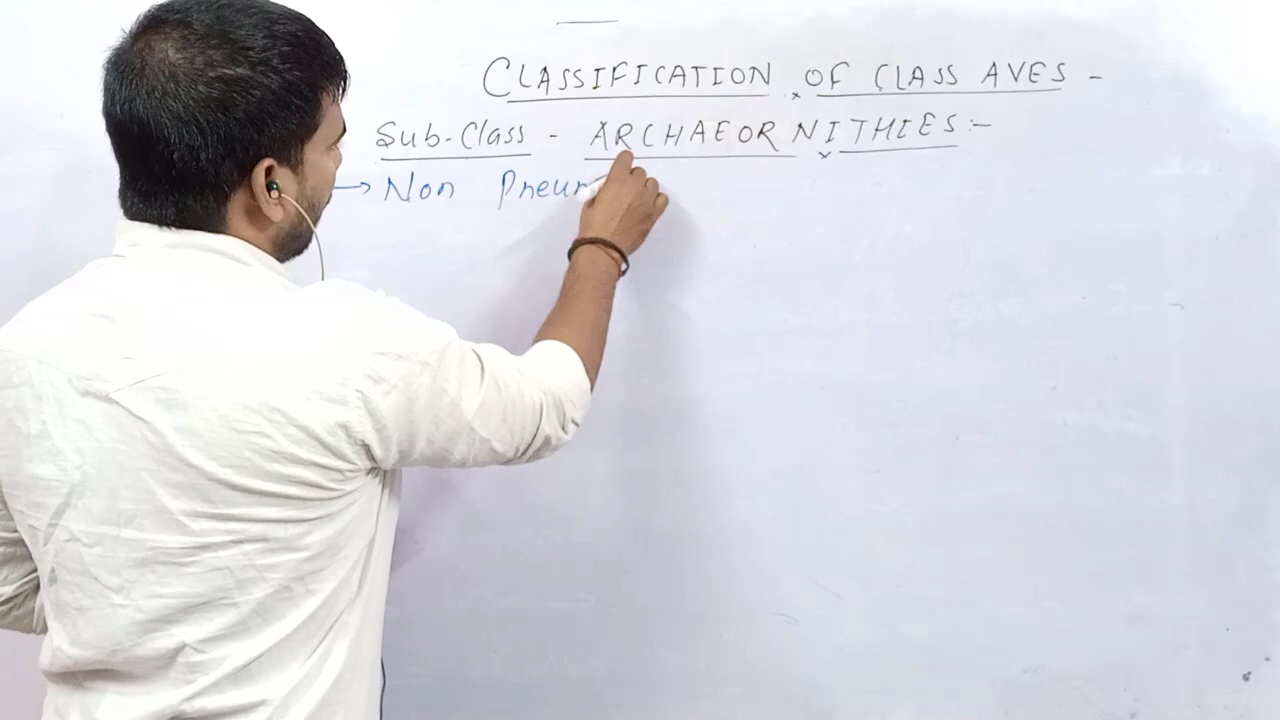 CLASSIFICATION OF CLASS AVES -
Sub-Class - ARCHAEORNITHIES :-
→ Non Pneu